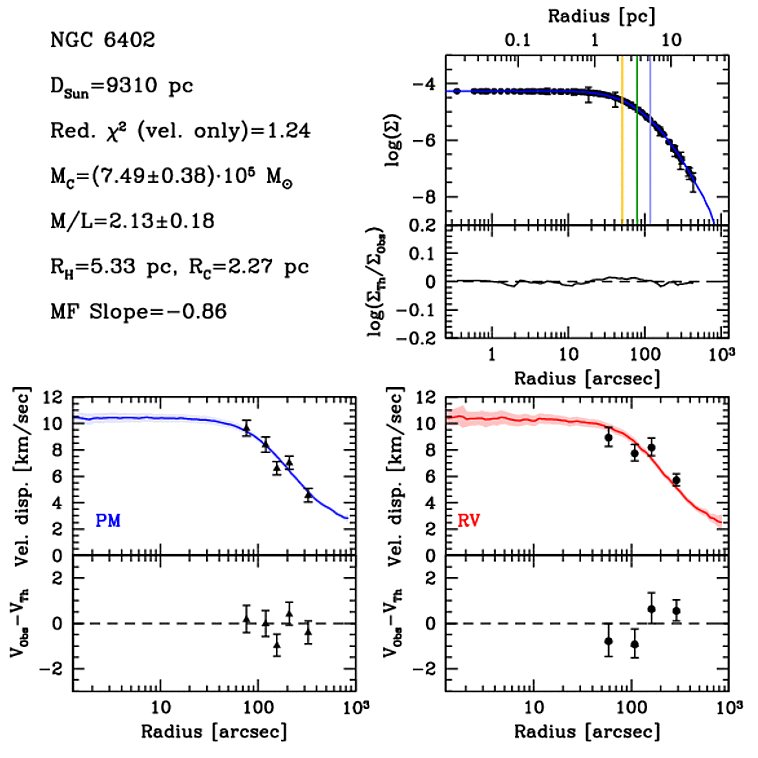 NGC 6402
D_Sun=9310 pc
Red. χ² (vel. only)=1.24
M_C=(7.49±0.38)·10⁵ M_⊙
M/L=2.13±0.18
R_H=5.33 pc, R_C=2.27 pc
MF Slope=−0.86
Radius [pc]
0.1 1 10
log(Σ)
−4
−6
−8
log(Σ_Th/Σ_Obs)
0.2
0.1
0
−0.1
−0.2
1 10 100 10³
Radius [arcsec]
Vel. disp. [km/sec]
12
10
8
6
4
2
0
PM
V_Obs−V_Th
2
0
−2
10 100 10³
Radius [arcsec]
Vel. disp. [km/sec]
12
10
8
6
4
2
0
RV
V_Obs−V_Th
2
0
−2
10 100 10³
Radius [arcsec]